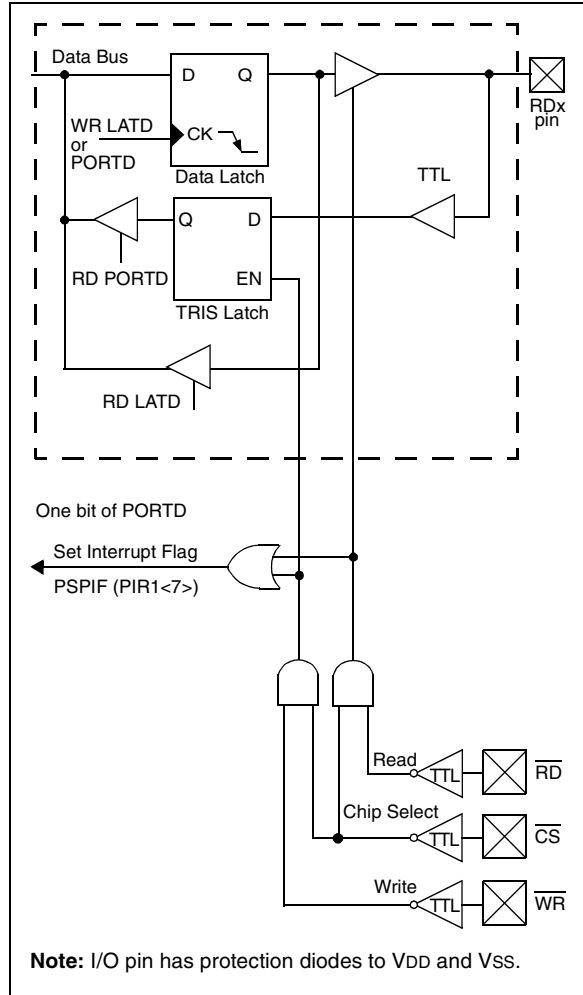 Data Bus
D
Q
WR LATD
or
PORTD
CK
Data Latch
RDx
pin
TTL
Q
D
RD PORTD
EN
TRIS Latch
RD LATD
One bit of PORTD
Set Interrupt Flag
PSPIF (PIR1<7>)
Read
TTL
RD
Chip Select
TTL
CS
Write
TTL
WR
Note: I/O pin has protection diodes to VDD and VSS.